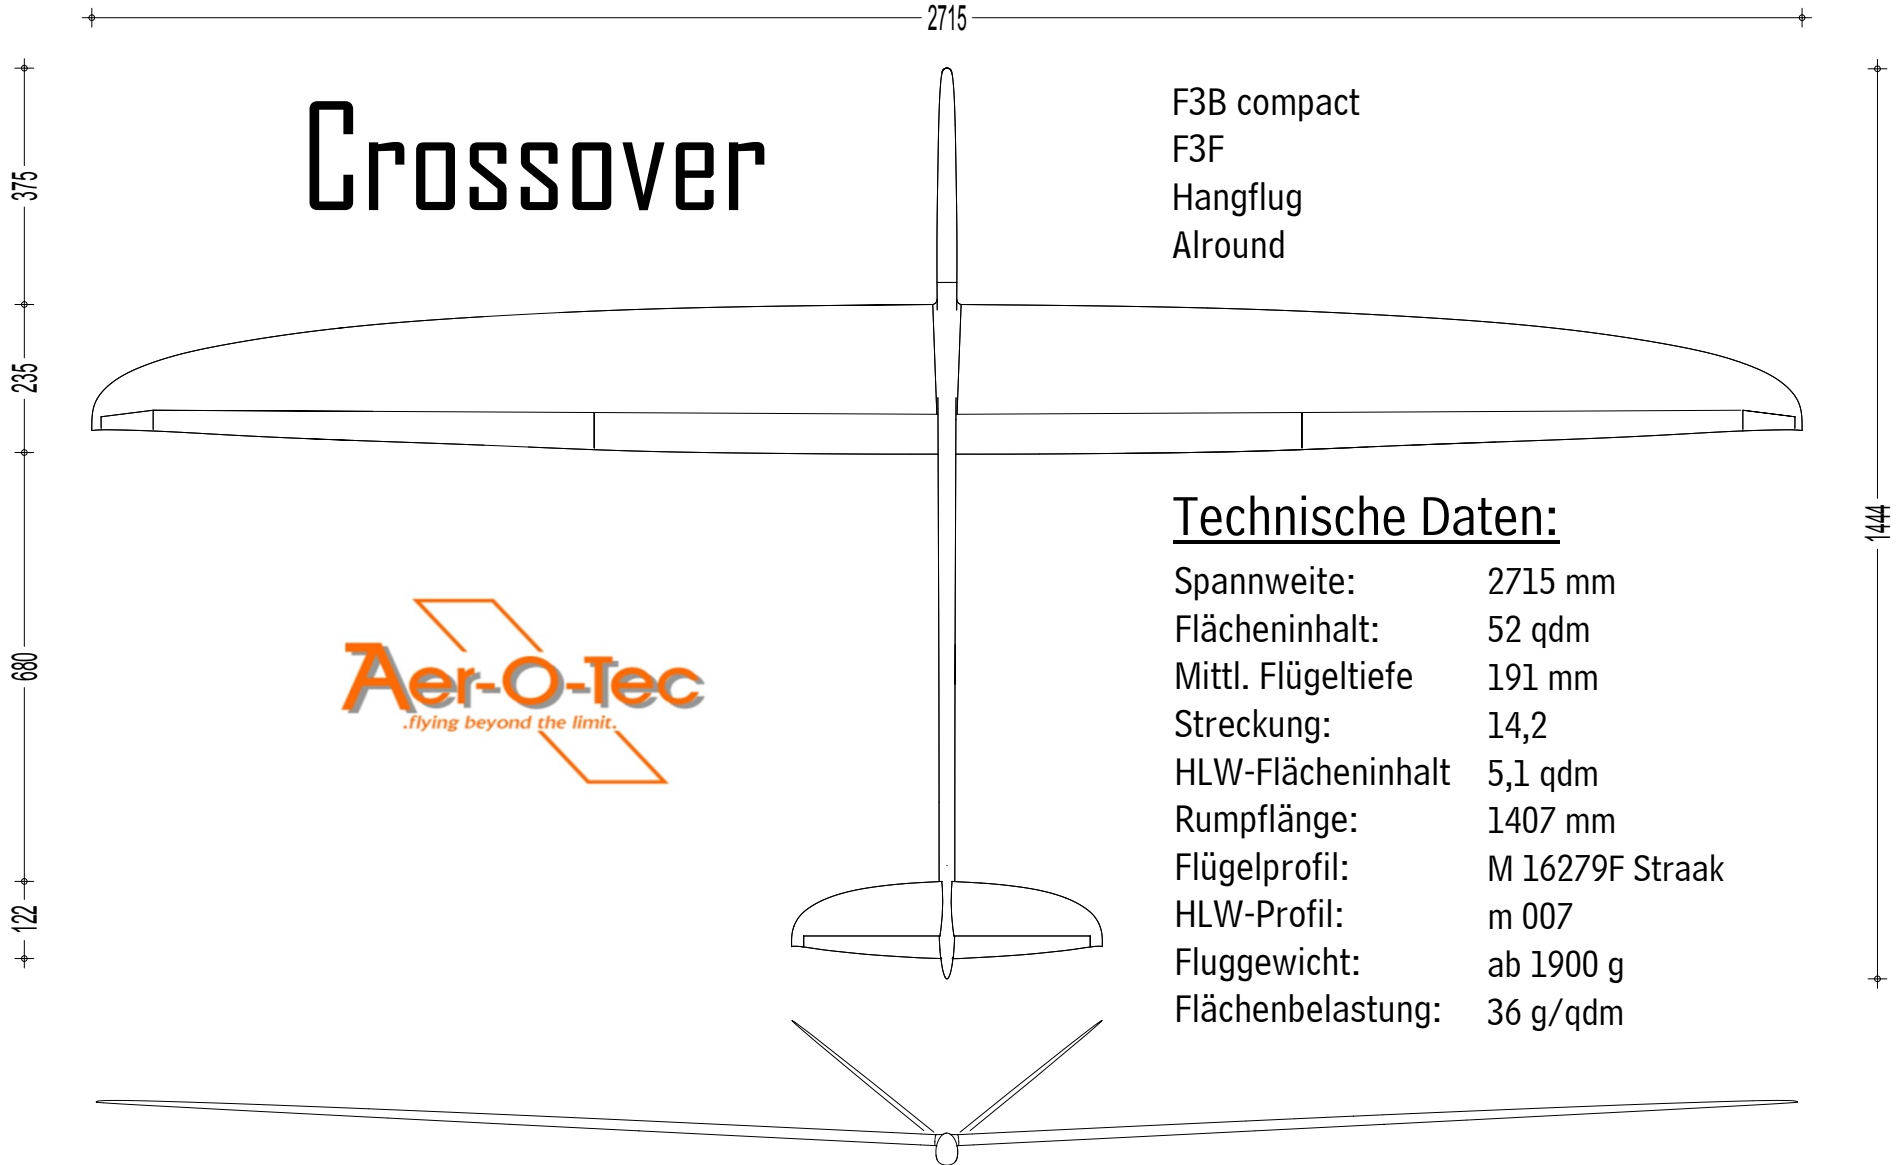 2715
Crossover
F3B compact
F3F
Hangflug
Alround
375
235
680
122
1444
Aer-O-Tec
.flying beyond the limit.
Technische Daten:
Spannweite: 2715 mm
Flächeninhalt: 52 qdm
Mittl. Flügeltiefe 191 mm
Streckung: 14,2
HLW-Flächeninhalt 5,1 qdm
Rumpflänge: 1407 mm
Flügelprofil: M 16279F Straak
HLW-Profil: m 007
Fluggewicht: ab 1900 g
Flächenbelastung: 36 g/qdm